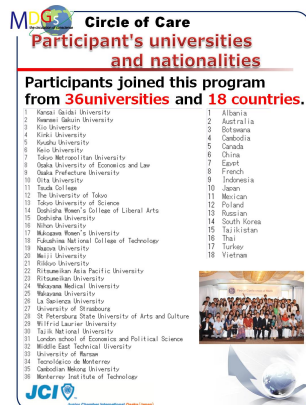 MDGs
Circle of Care
Participant's universities
and nationalities
Participants joined this program
from 36universities and 18 countries.
1 Kansai Gaidai University
2 Kwansei Gakuin University
3 Kio University
4 Kinki University
5 Kyushu University
6 Keio University
7 Tokyo Metropolitan University
8 Osaka University of Economics and Law
9 Osaka Prefecture University
10 Oita University
11 Tsuda College
12 The University of Tokyo
13 Tokyo University of Science
14 Doshisha Women's College of Liberal Arts
15 Doshisha University
16 Nihon University
17 Mukogawa Women's University
18 Fukushima National College of Technology
19 Nagoya University
20 Meiji University
21 Rikkyo University
22 Ritsumeikan Asia Pacific University
23 Ritsumeikan University
24 Wakayama Medical University
25 Wakayama University
26 La Sapienza University
27 University of Strasbourg
28 St Petersburg State University of Arts and Culture
29 Wilfrid Laurier University
30 Tajik National University
31 London school of Economics and Political Science
32 Middle East Technical Uiversity
33 University of Warsaw
34 Tecnológico de Monterrey
35 Cambodian Mekong University
36 Monterrey Institute of Technology
1 Albania
2 Australia
3 Botswana
4 Cambodia
5 Canada
6 China
7 Egypt
8 French
9 Indonesia
10 Japan
11 Mexican
12 Poland
13 Russian
14 South Korea
15 Tajikistan
16 Thai
17 Turkey
18 Vietnam
JCI